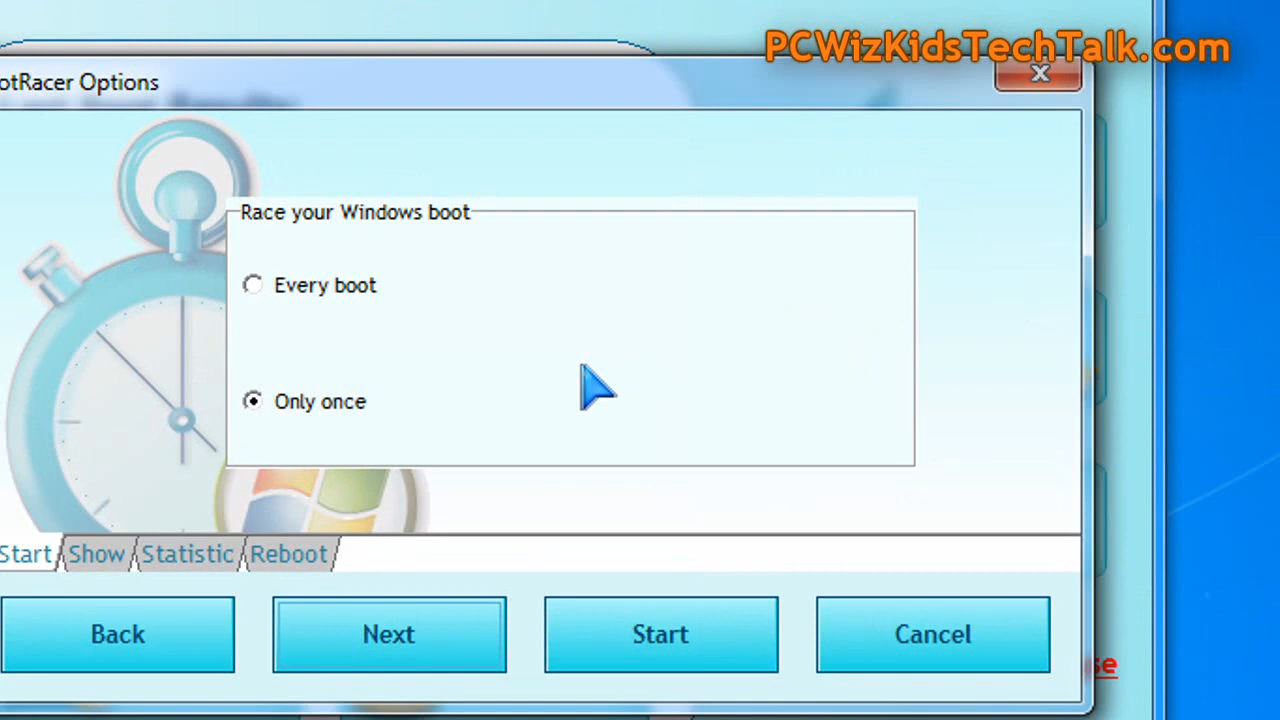 PCWizKidsTechTalk.com
otRacer Options
Race your Windows boot
Every boot
Only once
Start Show Statistic Reboot
Back Next Start Cancel
se